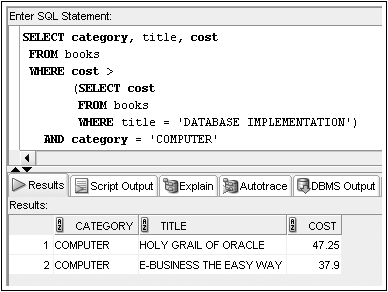 Enter SQL Statement:
SELECT category, title, cost
FROM books
WHERE cost >
(SELECT cost
FROM books
WHERE title = 'DATABASE IMPLEMENTATION')
AND category = 'COMPUTER'
Results Script Output Explain Autotrace DBMS Output
Results:
CATEGORY TITLE COST
1 COMPUTER HOLY GRAIL OF ORACLE 47.25
2 COMPUTER E-BUSINESS THE EASY WAY 37.9